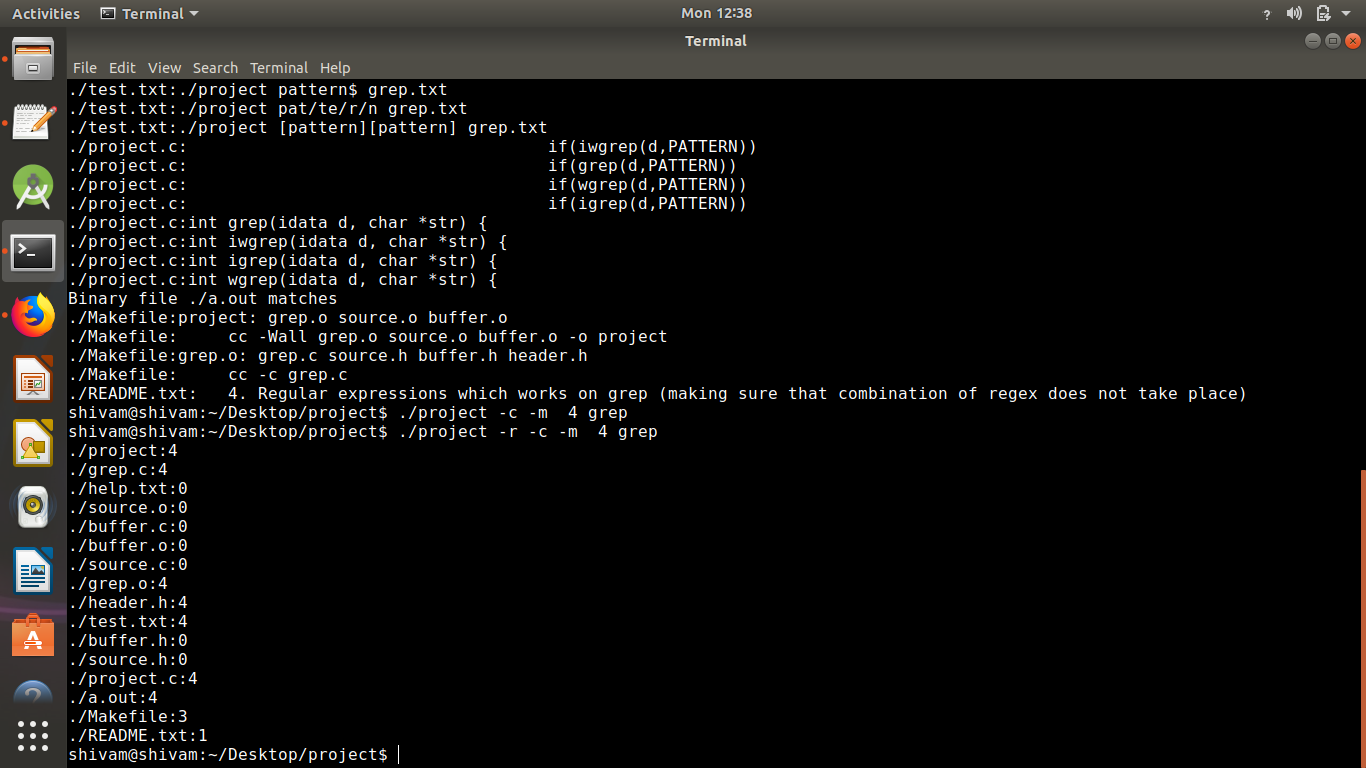 Activities Terminal Mon 12:38 ?
Terminal
File Edit View Search Terminal Help
./test.txt:./project pattern$ grep.txt
./test.txt:./project pat/te/r/n grep.txt
./test.txt:./project [pattern][pattern] grep.txt
./project.c: if(iwgrep(d,PATTERN))
./project.c: if(grep(d,PATTERN))
./project.c: if(wgrep(d,PATTERN))
./project.c: if(igrep(d,PATTERN))
./project.c:int grep(idata d, char *str) {
./project.c:int iwgrep(idata d, char *str) {
./project.c:int igrep(idata d, char *str) {
./project.c:int wgrep(idata d, char *str) {
Binary file ./a.out matches
./Makefile:project: grep.o source.o buffer.o
./Makefile: cc -Wall grep.o source.o buffer.o -o project
./Makefile:grep.o: grep.c source.h buffer.h header.h
./Makefile: cc -c grep.c
./README.txt: 4. Regular expressions which works on grep (making sure that combination of regex does not take place)
shivam@shivam:~/Desktop/project$ ./project -c -m  4 grep
shivam@shivam:~/Desktop/project$ ./project -r -c -m  4 grep
./project:4
./grep.c:4
./help.txt:0
./source.o:0
./buffer.c:0
./buffer.o:0
./source.c:0
./grep.o:4
./header.h:4
./test.txt:4
./buffer.h:0
./source.h:0
./project.c:4
./a.out:4
./Makefile:3
./README.txt:1
shivam@shivam:~/Desktop/project$